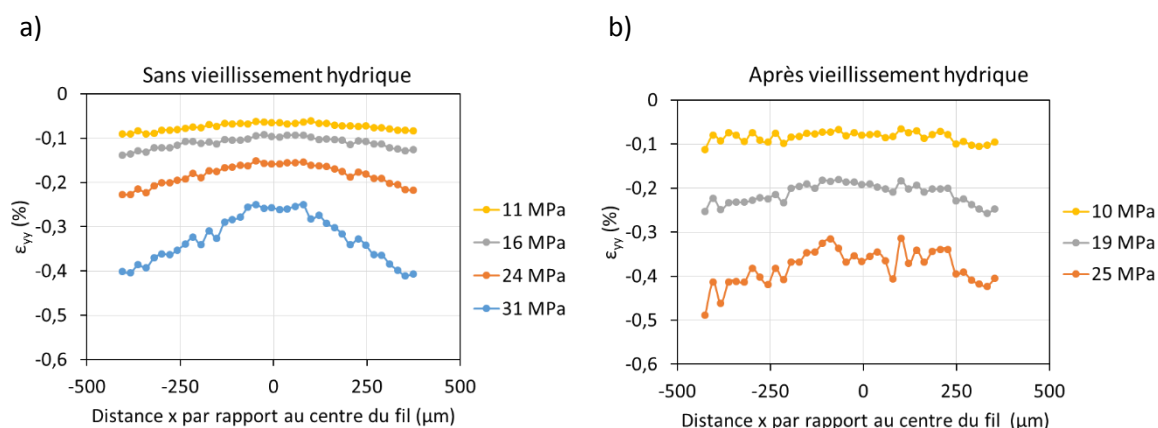 a)
Sans vieillissement hydrique
0
-0,1
-0,2
-0,3
-0,4
-0,5
-0,6
εyy (%)
-500
-250
0
250
500
Distance x par rapport au centre du fil (μm)
11 MPa
16 MPa
24 MPa
31 MPa
b)
Après vieillissement hydrique
0
-0,1
-0,2
-0,3
-0,4
-0,5
-0,6
εyy (%)
-500
-250
0
250
500
Distance x par rapport au centre du fil (μm)
10 MPa
19 MPa
25 MPa